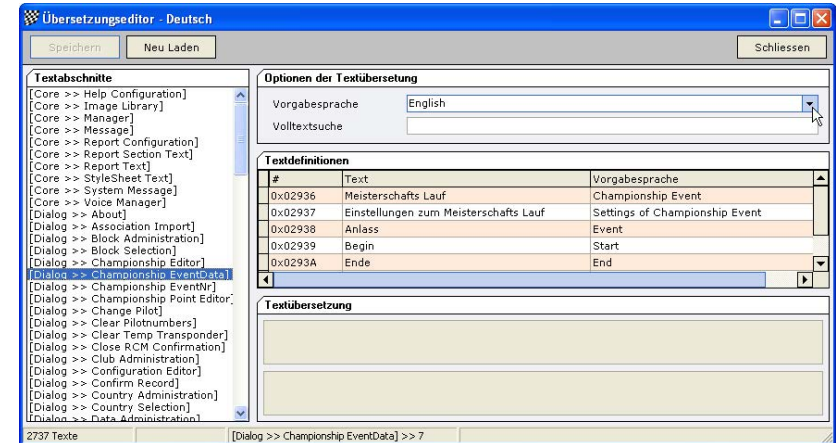 Übersetzungseditor - Deutsch
Speichern
Neu Laden
Schliessen
Textabschnitte
[Core >> Help Configuration]
[Core >> Image Library]
[Core >> Manager]
[Core >> Message]
[Core >> Report Configuration]
[Core >> Report Section Text]
[Core >> Report Text]
[Core >> StyleSheet Text]
[Core >> System Message]
[Core >> Voice Manager]
[Dialog >> About]
[Dialog >> Association Import]
[Dialog >> Block Administration]
[Dialog >> Block Selection]
[Dialog >> Championship Editor]
[Dialog >> Championship EventData]
[Dialog >> Championship EventNr]
[Dialog >> Championship Point Editor]
[Dialog >> Change Pilot]
[Dialog >> Clear Pilotnumbers]
[Dialog >> Clear Temp Transponder]
[Dialog >> Close RCM Confirmation]
[Dialog >> Club Administration]
[Dialog >> Configuration Editor]
[Dialog >> Confirm Record]
[Dialog >> Country Administration]
[Dialog >> Country Selection]
[Dialog >> Data Administration]
Optionen der Textübersetung
Vorgabesprache English
Volltextsuche
Textdefinitionen
# Text Vorgabesprache
0x02936 Meisterschafts Lauf Championship Event
0x02937 Einstellungen zum Meisterschafts Lauf Settings of Championship Event
0x02938 Anlass Event
0x02939 Begin Start
0x0293A Ende End
Textübersetzung
2737 Texte [Dialog >> Championship EventData] >> 7